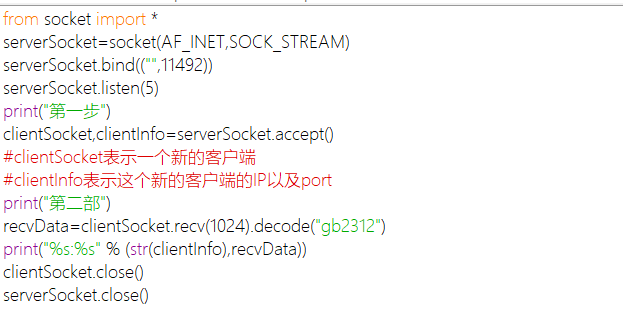 from socket import *
serverSocket=socket(AF_INET,SOCK_STREAM)
serverSocket.bind(("",11492))
serverSocket.listen(5)
print("第一步")
clientSocket,clientInfo=serverSocket.accept()
#clientSocket表示一个新的客户端
#clientInfo表示这个新的客户端的IP以及port
print("第二部")
recvData=clientSocket.recv(1024).decode("gb2312")
print("%s:%s" % (str(clientInfo),recvData))
clientSocket.close()
serverSocket.close()